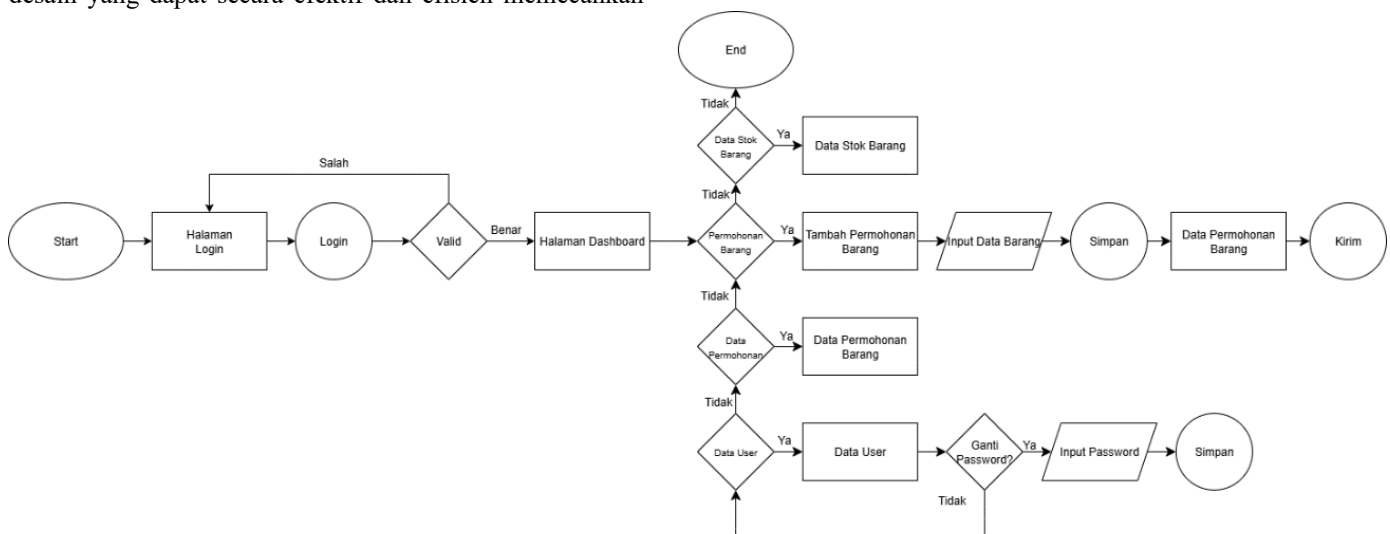 desain yang dapat secara efektif dan efisien memecahkan
End
Tidak
Data Stok
Barang
Ya
Data Stok Barang
Salah
Tidak
Start
Halaman
Login
Login
Valid
Benar
Halaman Dashboard
Permohonan
Barang
Ya
Tambah Permohonan
Barang
Input Data Barang
Simpan
Data Permohonan
Barang
Kirim
Tidak
Data
Permohonan
Ya
Data Permohonan
Barang
Tidak
Data User
Ya
Data User
Ganti
Password?
Ya
Input Password
Simpan
Tidak